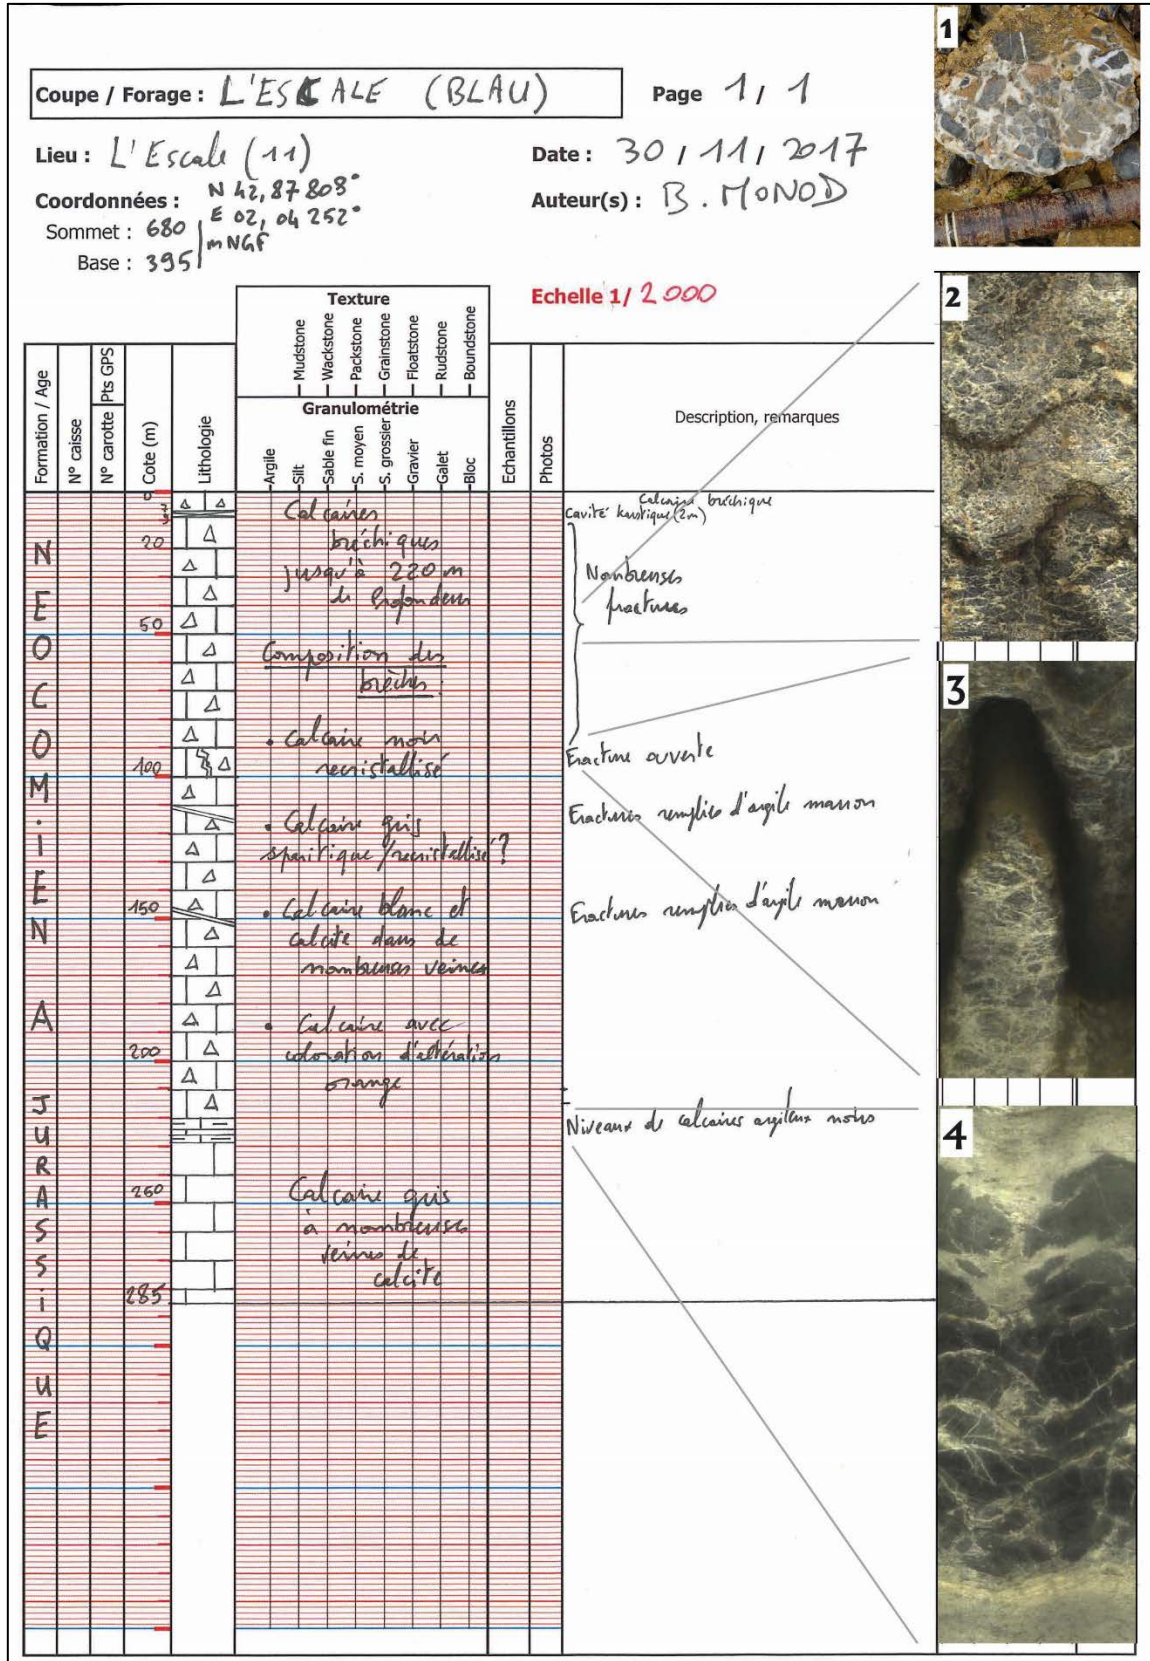 Coupe / Forage : L'ESCALE (BLAU)
Page 1 / 1
Lieu : L'Escale (11)
Date : 30 / 11 / 2017
Coordonnées : N 42,87 808°
E 02,04 252°
Auteur(s) : B. MONOD
Sommet : 680
Base : 395
mNGF
Echelle 1/ 2000
Texture
Mudstone
Wackstone
Packstone
Grainstone
Floatstone
Rudstone
Boundstone
Granulométrie
Argile
Silt
Sable fin
S. moyen
S. grossier
Gravier
Galet
Bloc
Formation / Age
N° caisse
N° carotte
Pts GPS
Cote (m)
Lithologie
Echantillons
Photos
Description, remarques
NEOCOMIEN A JURASSIQUE
0
20
50
100
150
200
260
285
Calcaires
bréchiques
jusqu'à 220 m
de Profondeur
Composition des
brèches :
• Calcaire noir
recristallisé
• Calcaire gris
sparitique / recristallisé ?
• Calcaire blanc et
calcite dans de
nombreuses veines
• Calcaire avec
coloration d'altération
orange
Calcaire gris
à nombreuses
veines de
calcite
Calcaire bréchique
Cavité karstique (2m)
Nombreuses
fractures
Fracture ouverte
Fractures remplies d'argile marron
Fractures remplies d'argile marron
Niveaux de calcaires argileux noirs
1
2
3
4